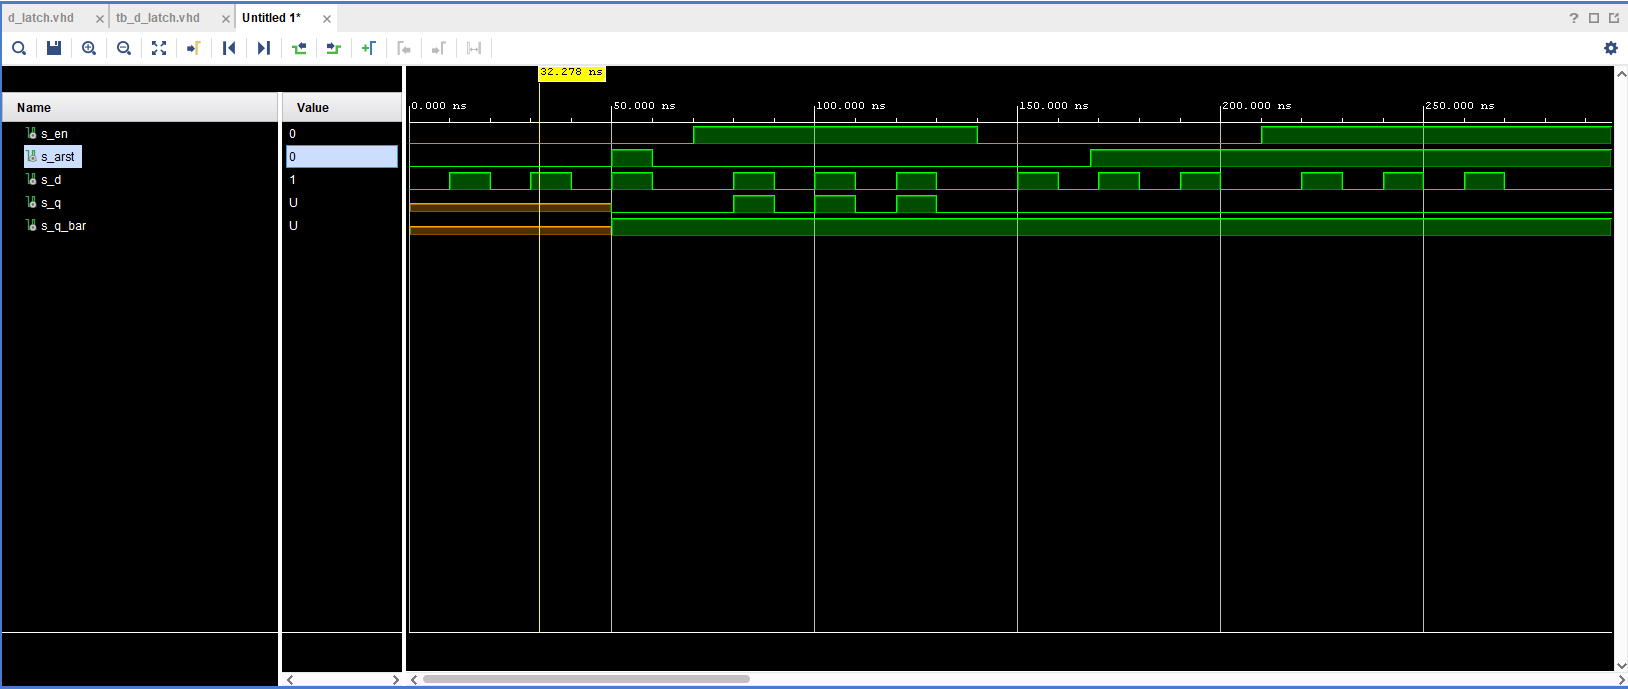 d_latch.vhd × tb_d_latch.vhd × Untitled 1* × ?
32.278 ns
Name Value
0.000 ns 50.000 ns 100.000 ns 150.000 ns 200.000 ns 250.000 ns
s_en 0
s_arst 0
s_d 1
s_q U
s_q_bar U